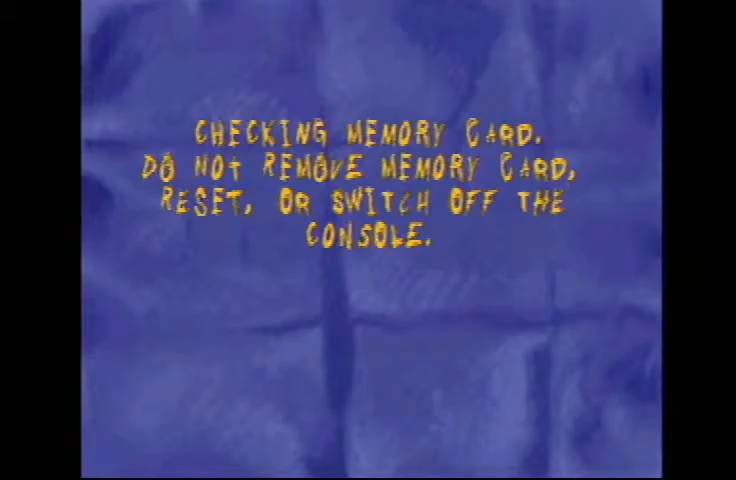 CHECKING MEMORY CARD.
DO NOT REMOVE MEMORY CARD,
RESET, OR SWITCH OFF THE
CONSOLE.